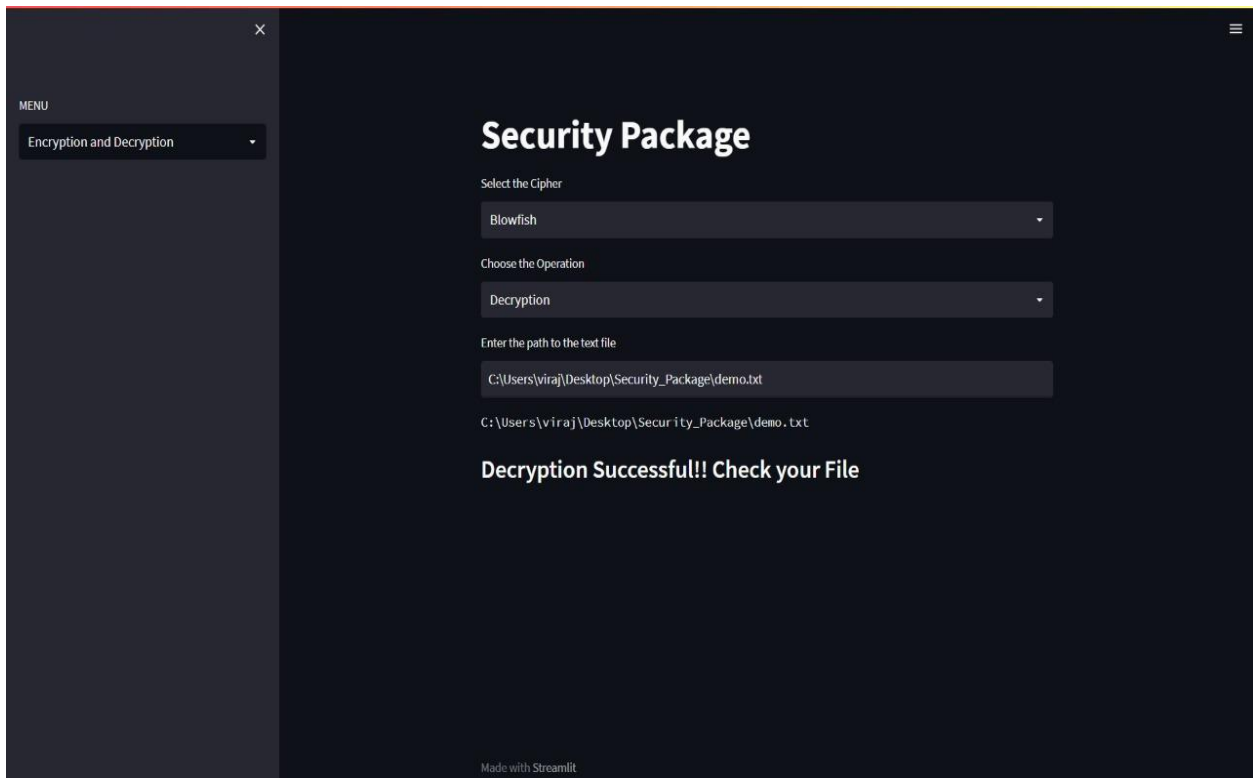 MENU
Encryption and Decryption
Security Package
Select the Cipher
Blowfish
Choose the Operation
Decryption
Enter the path to the text file
C:\Users\viraj\Desktop\Security_Package\demo.txt
C:\Users\viraj\Desktop\Security_Package\demo.txt
Decryption Successful!! Check your File
Made with Streamlit